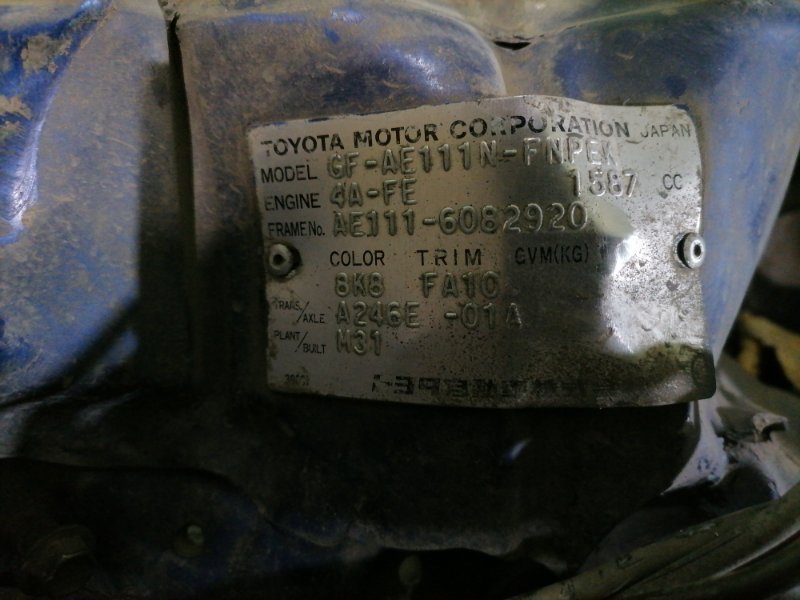 TOYOTA MOTOR CORPORATION JAPAN
MODEL GF-AE111N-FNPEK
ENGINE 4A-FE 1587 CC
FRAME No. AE111-6082920
COLOR TRIM GVM(KG)
8K8 FA10
TRANS/AXLE A246E -01A
PLANT/BUILT M31